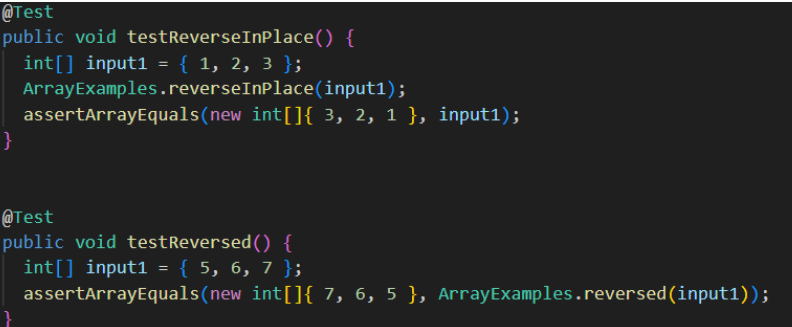 @Test
public void testReverseInPlace() {
  int[] input1 = { 1, 2, 3 };
  ArrayExamples.reverseInPlace(input1);
  assertArrayEquals(new int[]{ 3, 2, 1 }, input1);
}
@Test
public void testReversed() {
  int[] input1 = { 5, 6, 7 };
  assertArrayEquals(new int[]{ 7, 6, 5 }, ArrayExamples.reversed(input1));
}